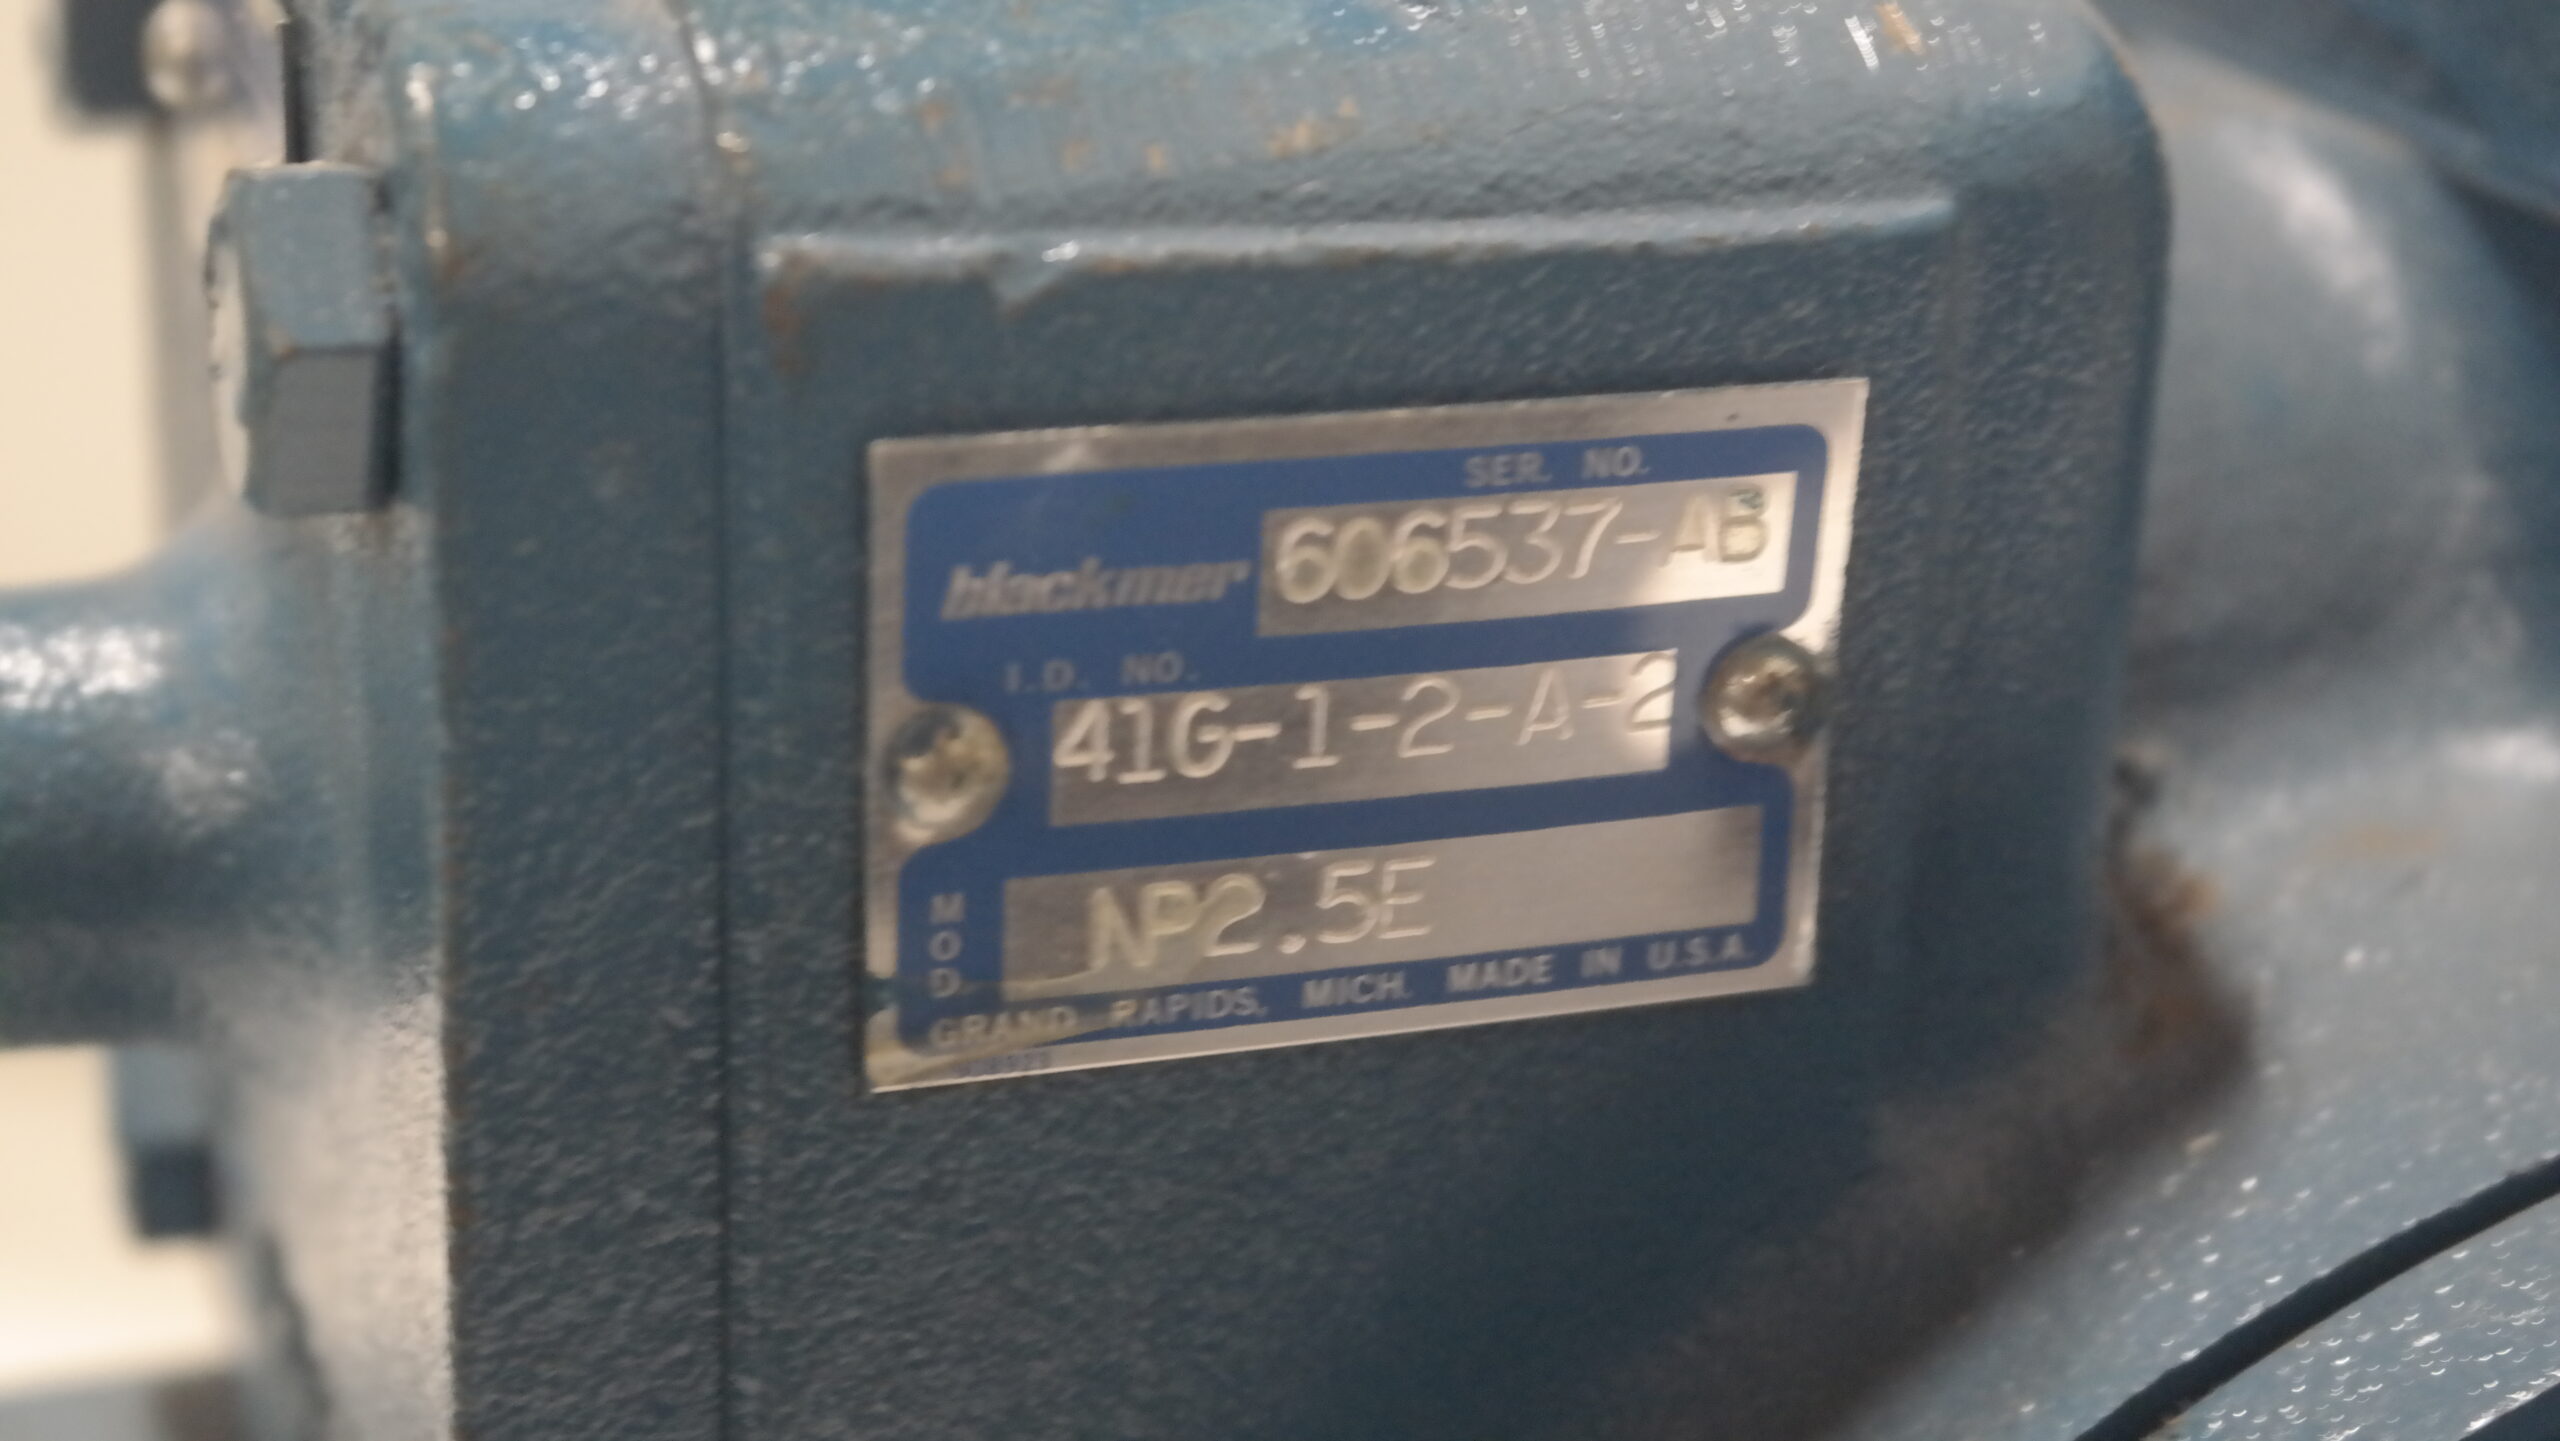 SER. NO.
blackmer 606537-AB
I.D. NO.
41G-1-2-A-2
MOD. NP2.5E
GRAND RAPIDS, MICH. MADE IN U.S.A.